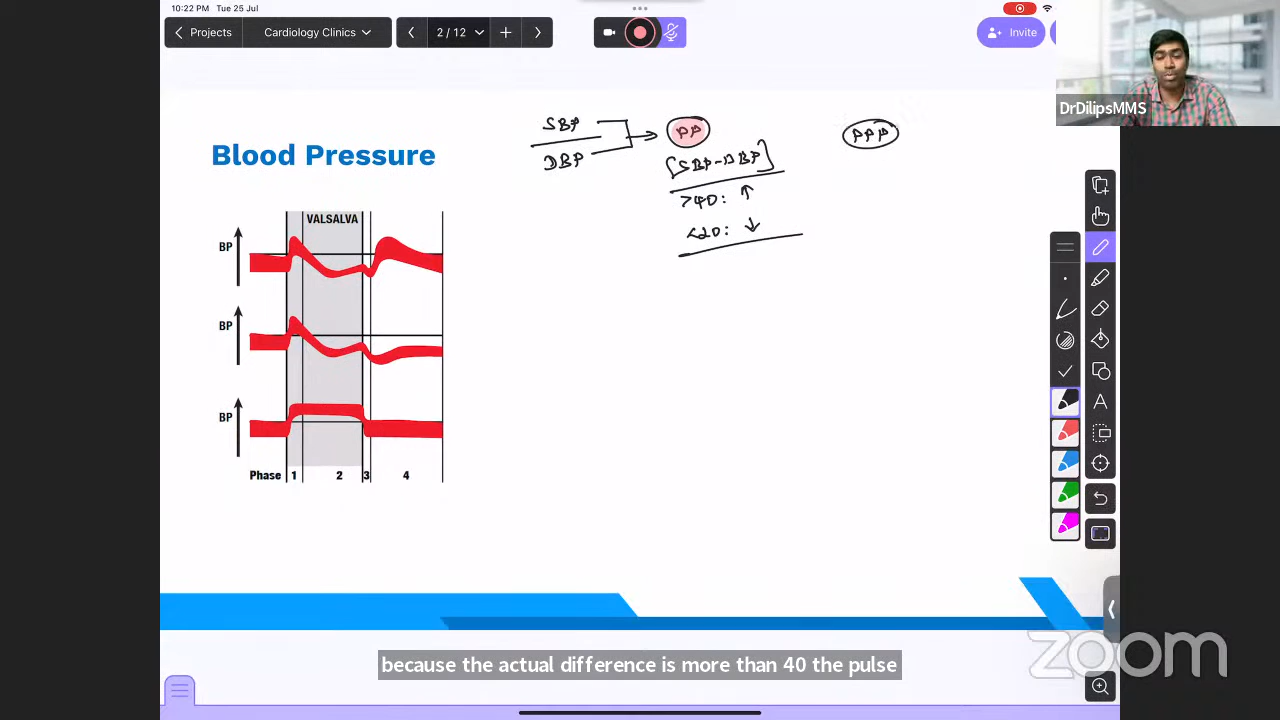 10:22 PM Tue 25 Jul
Projects
Cardiology Clinics
2 / 12
Invite
DrDilipsMMS
SBP
DBP
PP
[SBP-DBP]
>40: ↑
<20: ↓
PPP
Blood Pressure
VALSALVA
BP
BP
BP
Phase 1 2 3 4
A
because the actual difference is more than 40 the pulse
zoom